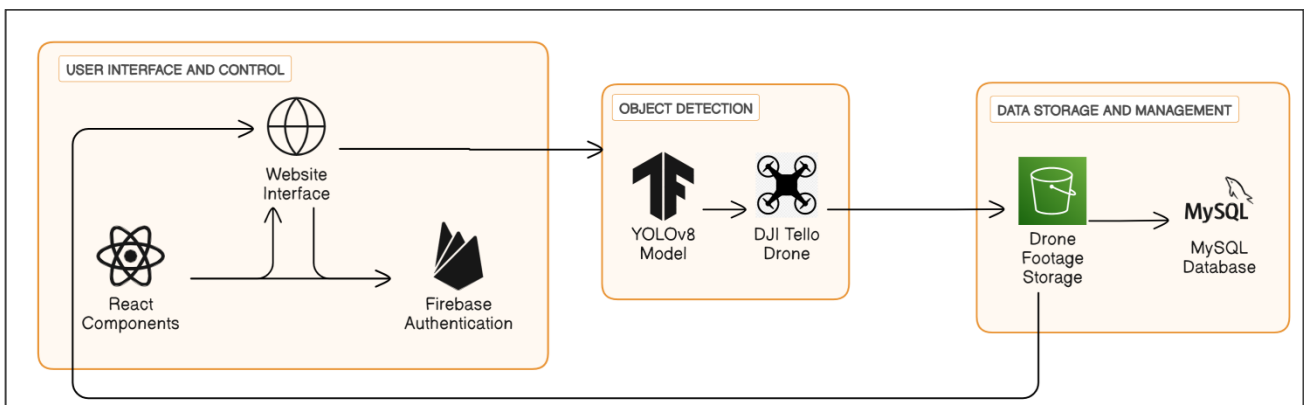 USER INTERFACE AND CONTROL
Website
Interface
React
Components
Firebase
Authentication
OBJECT DETECTION
YOLOv8
Model
DJI Tello
Drone
DATA STORAGE AND MANAGEMENT
Drone
Footage
Storage
MySQL
MySQL
Database